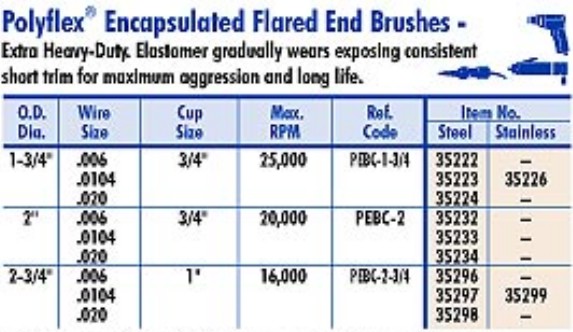 Polyflex® Encapsulated Flared End Brushes -
Extra Heavy-Duty. Elastomer gradually wears exposing consistent
short trim for maximum aggression and long life.
O.D. Wire Cup Max. Ref. Item No.
Dia. Size Size RPM Code Steel Stainless
1-3/4" .006 3/4" 25,000 PEBC-1-3/4 35222 –
.0104 35223 35226
.020 35224 –
2" .006 3/4" 20,000 PEBC-2 35232 –
.0104 35233 –
.020 35234 –
2-3/4" .006 1" 16,000 PEBC-2-3/4 35296 –
.0104 35297 35299
.020 35298 –